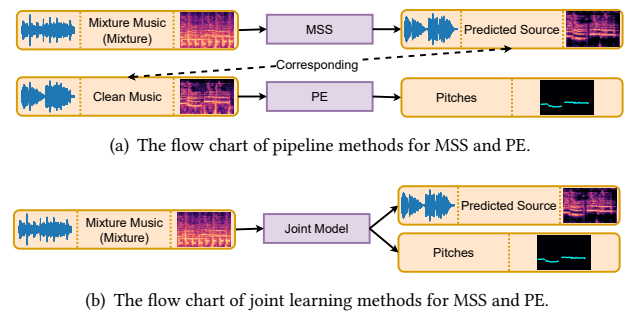 Mixture Music
(Mixture)
MSS
Predicted Source
Corresponding
Clean Music
PE
Pitches
(a) The flow chart of pipeline methods for MSS and PE.
Mixture Music
(Mixture)
Joint Model
Predicted Source
Pitches
(b) The flow chart of joint learning methods for MSS and PE.